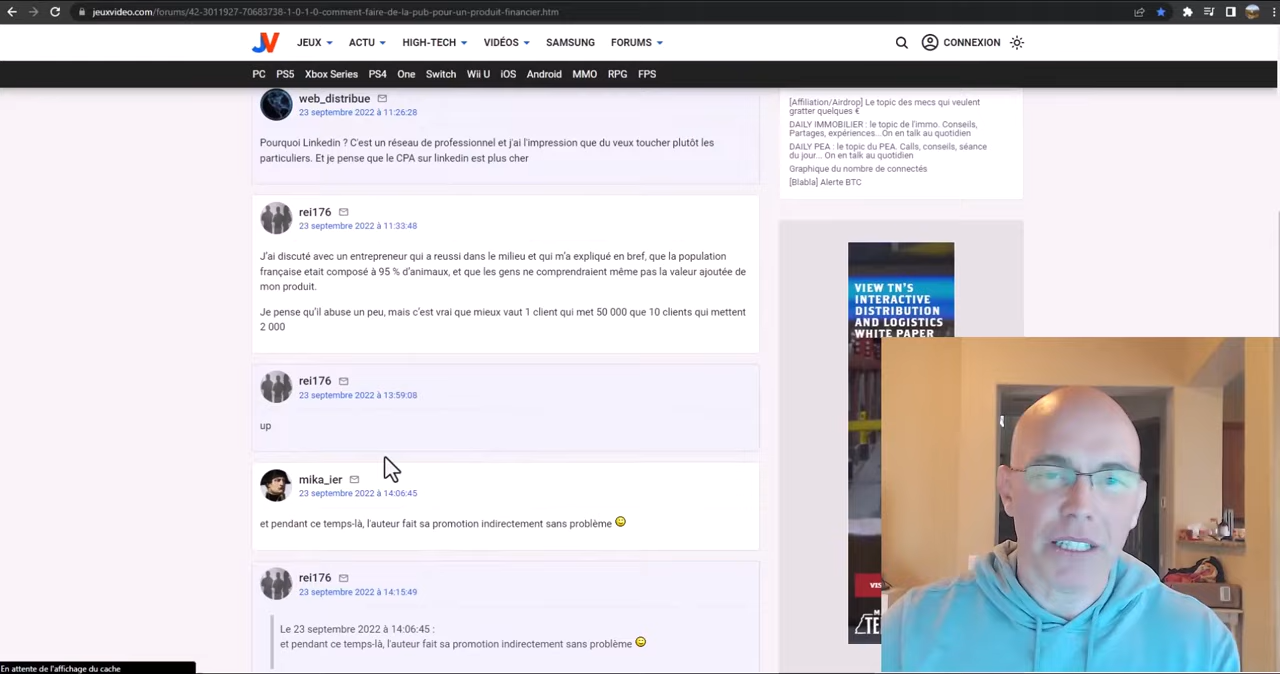 jeuxvideo.com/forums/42-3011927-70683738-1-0-1-0-comment-faire-de-la-pub-pour-un-produit-financier.htm
JV JEUX ACTU HIGH-TECH VIDÉOS SAMSUNG FORUMS CONNEXION
PC PS5 Xbox Series PS4 One Switch Wii U iOS Android MMO RPG FPS
web_distribue
23 septembre 2022 à 11:26:28
Pourquoi Linkedin ? C'est un réseau de professionnel et j'ai l'impression que du veux toucher plutôt les
particuliers. Et je pense que le CPA sur linkedin est plus cher
rei176
23 septembre 2022 à 11:33:48
J'ai discuté avec un entrepreneur qui a reussi dans le milieu et qui m'a expliqué en bref, que la population
française etait composé à 95 % d'animaux, et que les gens ne comprendraient même pas la valeur ajoutée de
mon produit.
Je pense qu'il abuse un peu, mais c'est vrai que mieux vaut 1 client qui met 50 000 que 10 clients qui mettent
2 000
rei176
23 septembre 2022 à 13:59:08
up
mika_ier
23 septembre 2022 à 14:06:45
et pendant ce temps-là, l'auteur fait sa promotion indirectement sans problème
rei176
23 septembre 2022 à 14:15:49
Le 23 septembre 2022 à 14:06:45 :
et pendant ce temps-là, l'auteur fait sa promotion indirectement sans problème
[Affiliation/Airdrop] Le topic des mecs qui veulent
gratter quelques €
DAILY IMMOBILIER : le topic de l'immo. Conseils,
Partages, expériences... On en talk au quotidien
DAILY PEA : le topic du PEA. Calls, conseils, séance
du jour... On en talk au quotidien
Graphique du nombre de connectés
[Blabla] Alerte BTC
VIEW TN'S
INTERACTIVE
DISTRIBUTION
AND LOGISTICS
WHITE PAPER
En attente de l'affichage du cache